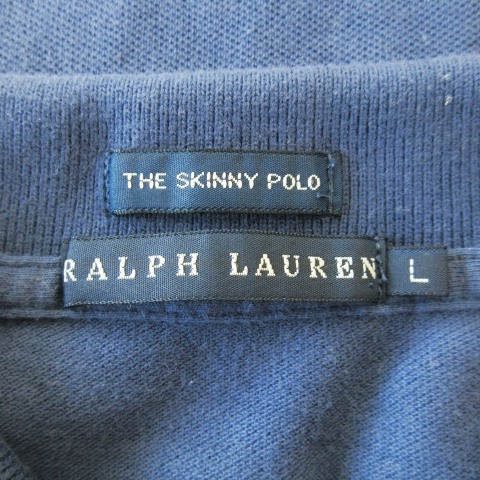 THE SKINNY POLO
RALPH LAUREN L